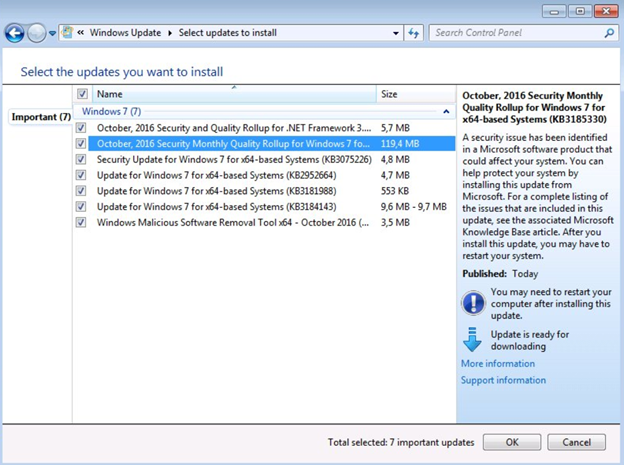 « Windows Update ▸ Select updates to install
Search Control Panel
Select the updates you want to install
Name Size
Important (7)
Windows 7 (7)
October, 2016 Security and Quality Rollup for .NET Framework 3.... 5,7 MB
October, 2016 Security Monthly Quality Rollup for Windows 7 fo... 119,4 MB
Security Update for Windows 7 for x64-based Systems (KB3075226) 4,8 MB
Update for Windows 7 for x64-based Systems (KB2952664) 4,7 MB
Update for Windows 7 for x64-based Systems (KB3181988) 553 KB
Update for Windows 7 for x64-based Systems (KB3184143) 9,6 MB - 9,7 MB
Windows Malicious Software Removal Tool x64 - October 2016 (... 3,5 MB
October, 2016 Security Monthly
Quality Rollup for Windows 7 for
x64-based Systems (KB3185330)
A security issue has been identified
in a Microsoft software product that
could affect your system. You can
help protect your system by
installing this update from
Microsoft. For a complete listing of
the issues that are included in this
update, see the associated Microsoft
Knowledge Base article. After you
install this update, you may have to
restart your system.
Published: Today
You may need to restart your
computer after installing this
update.
Update is ready for
downloading
More information
Support information
Total selected: 7 important updates
OK
Cancel